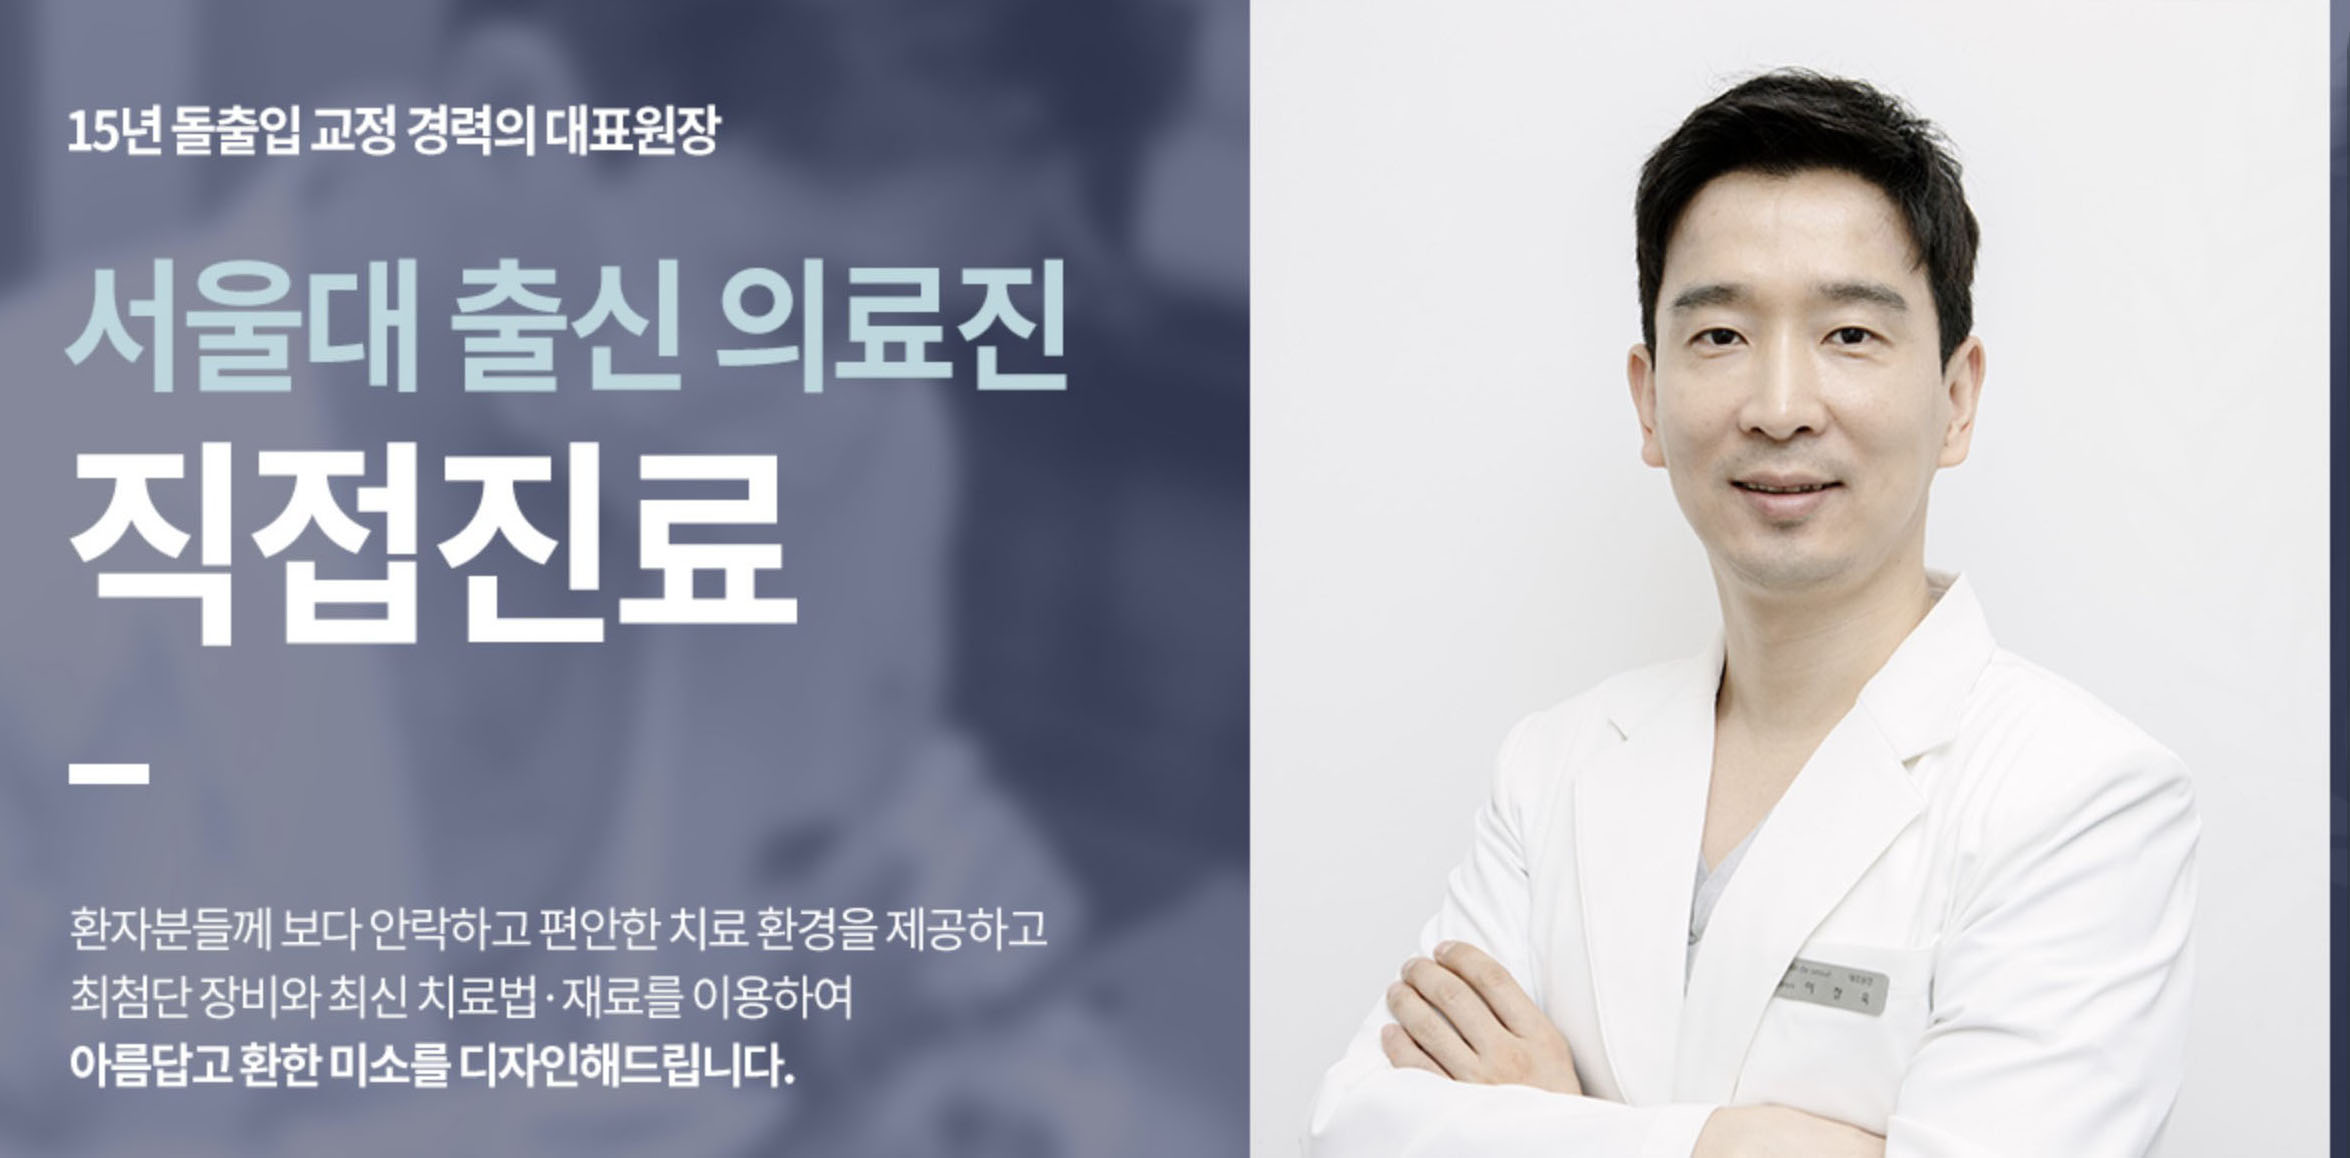 15년 돌출입 교정 경력의 대표원장
서울대 출신 의료진
직접진료
환자분들께 보다 안락하고 편안한 치료 환경을 제공하고
최첨단 장비와 최신 치료법·재료를 이용하여
아름답고 환한 미소를 디자인해드립니다.
대표원장